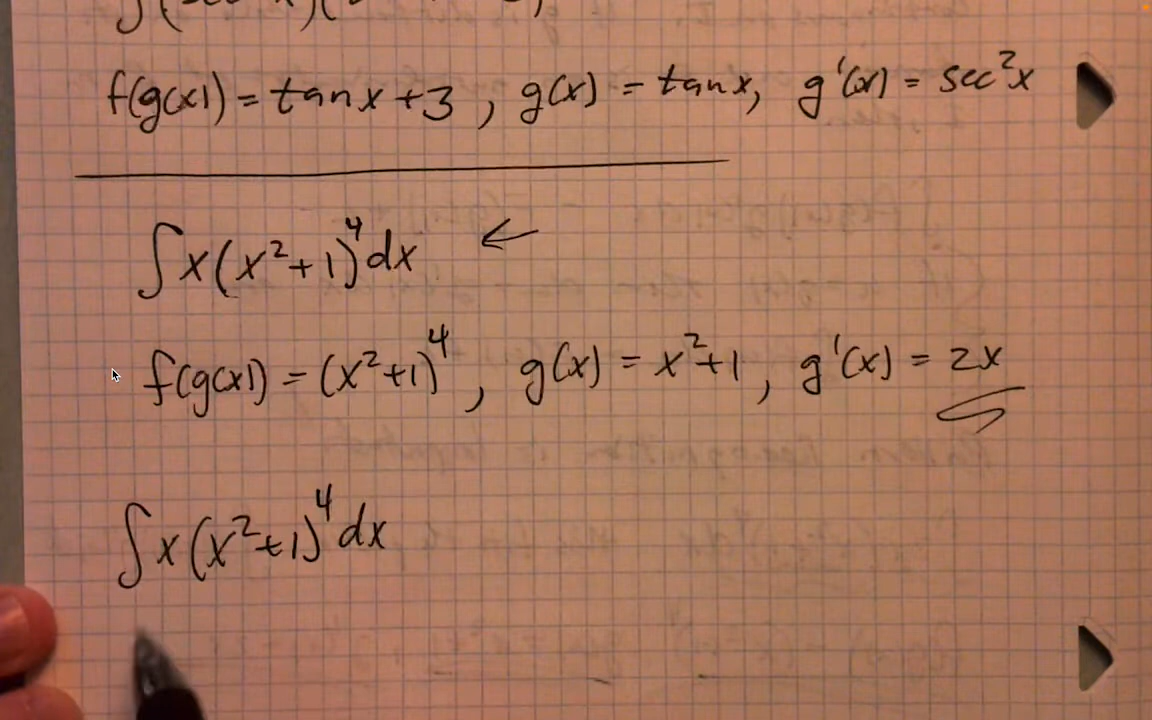 f(g(x)) = tan x + 3 , g(x) = tan x, g'(x) = sec²x
∫x(x²+1)⁴dx ←
f(g(x)) = (x²+1)⁴ , g(x) = x²+1 , g'(x) = 2x
∫x(x²+1)⁴dx